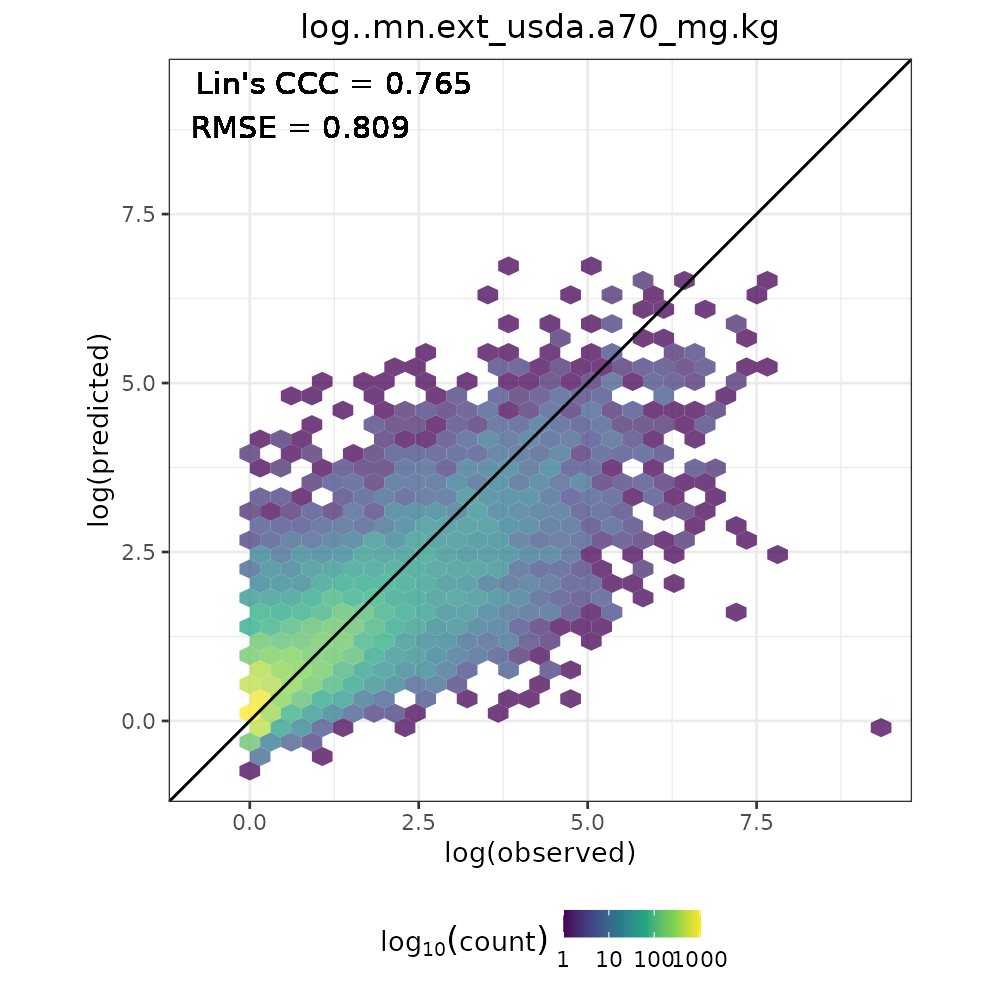 log..mn.ext_usda.a70_mg.kg
Lin's CCC = 0.765
RMSE = 0.809
7.5
5.0
2.5
0.0
log(predicted)
0.0 2.5 5.0 7.5
log(observed)
log10(count)
1 10 100 1000